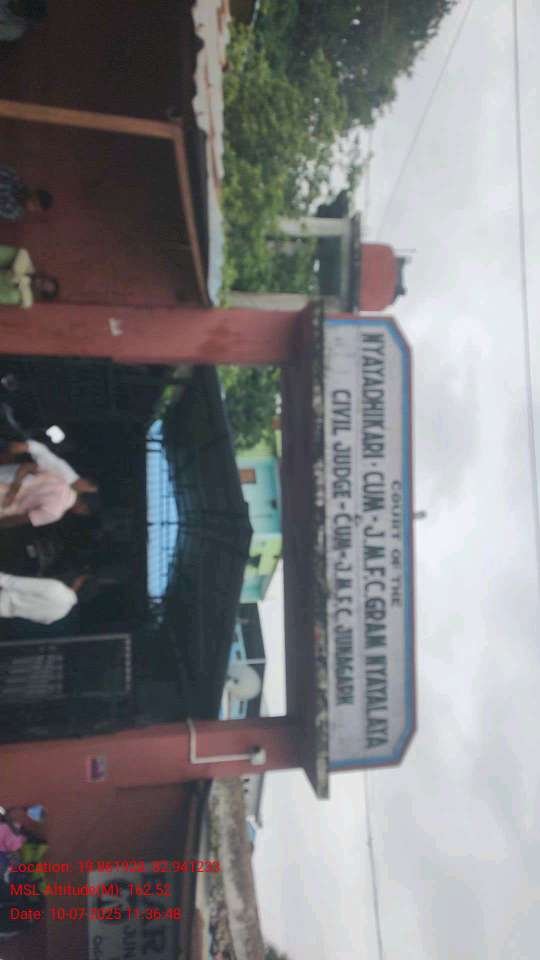 COURT OF THE
NYAYADHIKARI-CUM-J.M.F.C. GRAM NYAYALAYA
&
CIVIL JUDGE-CUM-J.M.F.C. JUNAGARH
Location: 19.861928, 82.941233
MSL Altitude(M): 162.52
Date: 10-07-2025 11:36:48